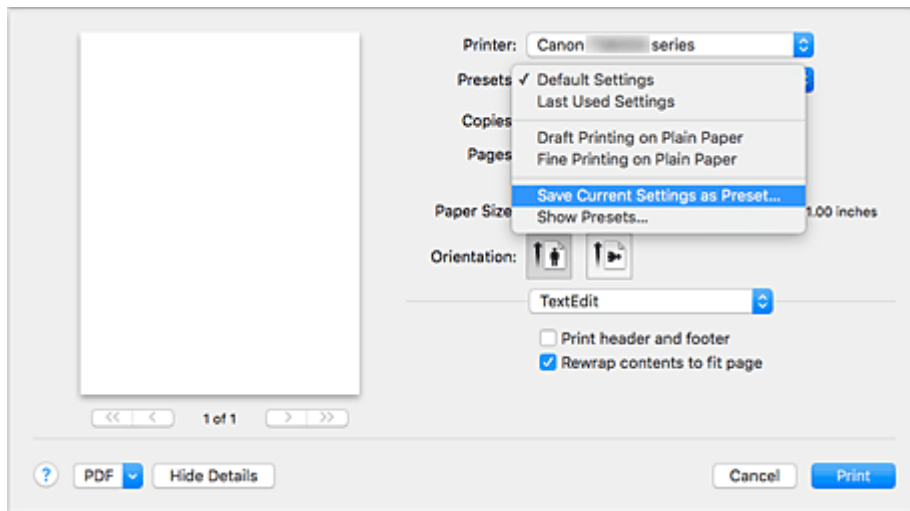 Printer: Canon series
Presets ✓ Default Settings
Last Used Settings
Copies
Draft Printing on Plain Paper
Pages
Fine Printing on Plain Paper
Save Current Settings as Preset...
Paper Size 1.00 inches
Show Presets...
Orientation:
TextEdit
Print header and footer
Rewrap contents to fit page
<< < 1 of 1 > >>
? PDF Hide Details Cancel Print